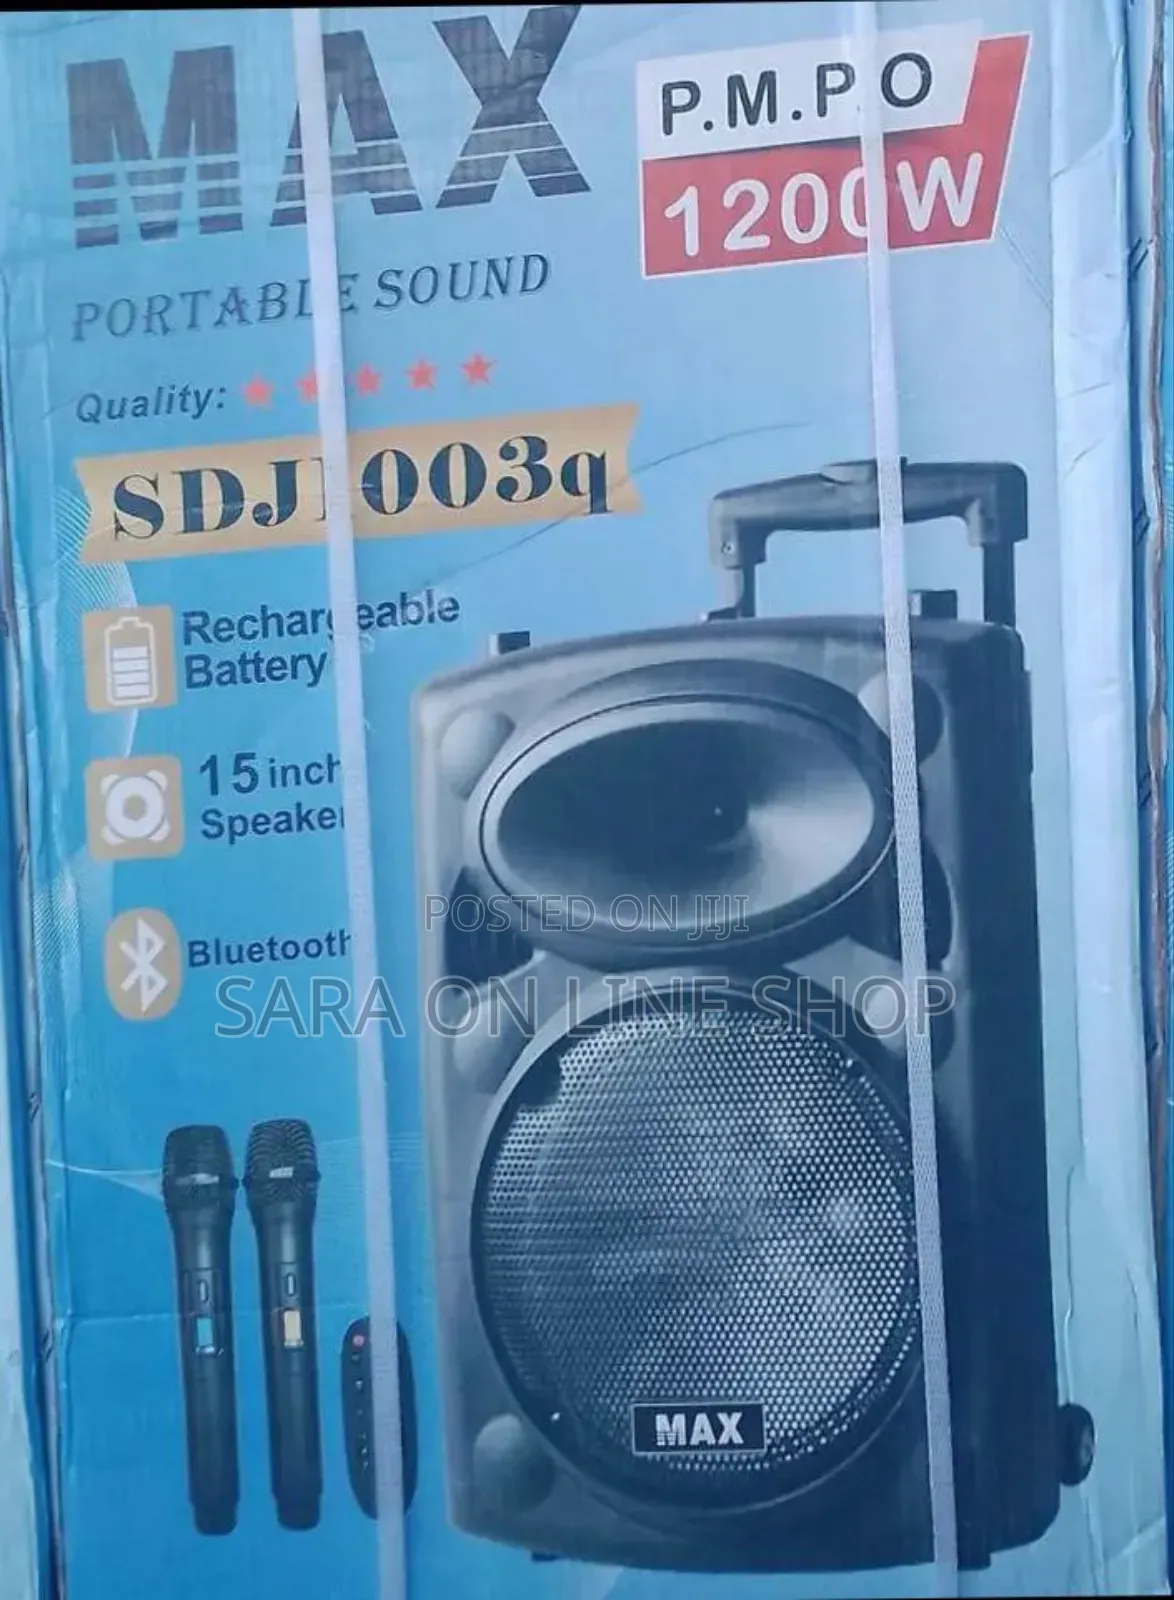 MAX
P.M.P.O
1200W
PORTABLE SOUND
Quality:
Rechargeable
Battery
15 inch
Speaker
Bluetooth
POSTED ON JIJI
SARA ON LINE SHOP
MAX